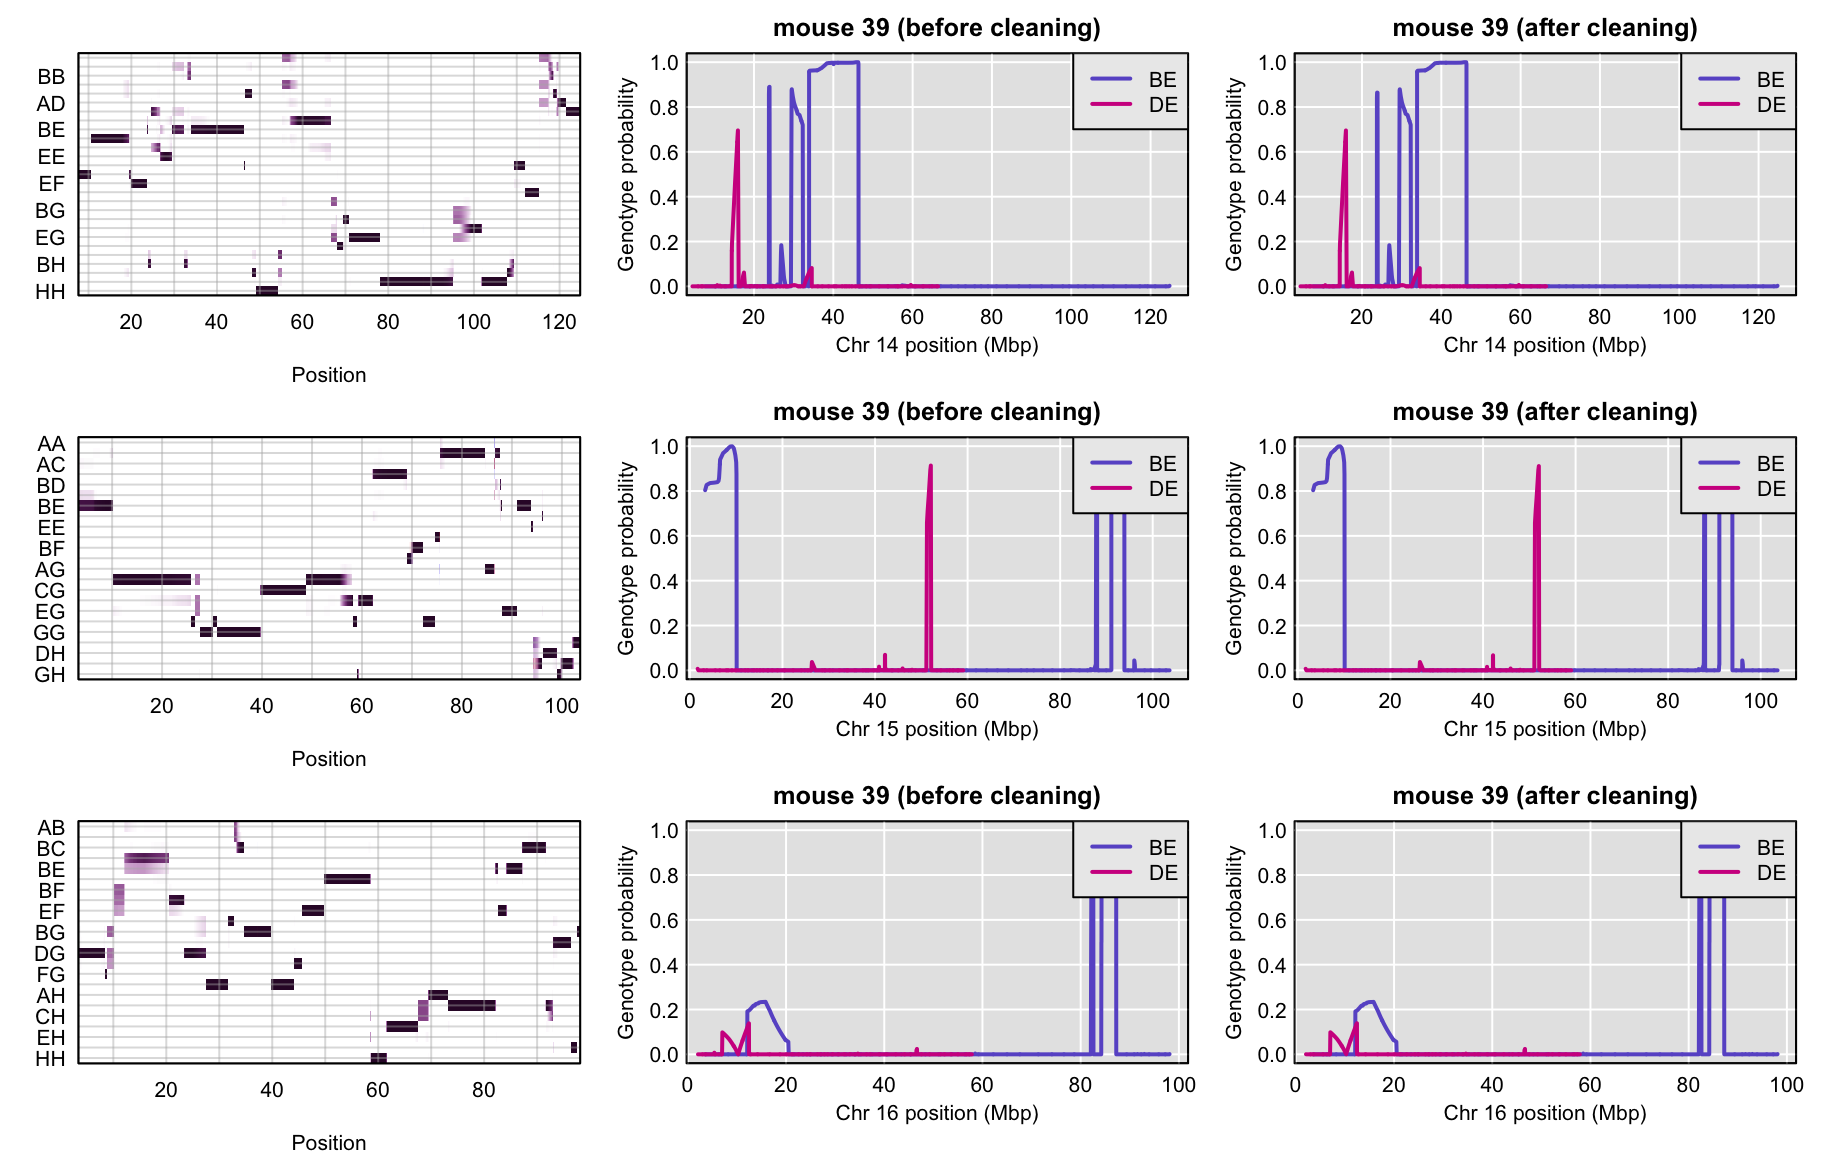 BB
AD
BE
EE
EF
BG
EG
BH
HH
20 40 60 80 100 120
Position
mouse 39 (before cleaning)
Genotype probability
1.0
0.8
0.6
0.4
0.2
0.0
BE
DE
20 40 60 80 100 120
Chr 14 position (Mbp)
mouse 39 (after cleaning)
Genotype probability
1.0
0.8
0.6
0.4
0.2
0.0
BE
DE
20 40 60 80 100 120
Chr 14 position (Mbp)
AA
AC
BD
BE
EE
BF
AG
CG
EG
GG
DH
GH
20 40 60 80 100
Position
mouse 39 (before cleaning)
Genotype probability
1.0
0.8
0.6
0.4
0.2
0.0
BE
DE
0 20 40 60 80 100
Chr 15 position (Mbp)
mouse 39 (after cleaning)
Genotype probability
1.0
0.8
0.6
0.4
0.2
0.0
BE
DE
0 20 40 60 80 100
Chr 15 position (Mbp)
AB
BC
BE
BF
EF
BG
DG
FG
AH
CH
EH
HH
20 40 60 80
Position
mouse 39 (before cleaning)
Genotype probability
1.0
0.8
0.6
0.4
0.2
0.0
BE
DE
0 20 40 60 80 100
Chr 16 position (Mbp)
mouse 39 (after cleaning)
Genotype probability
1.0
0.8
0.6
0.4
0.2
0.0
BE
DE
0 20 40 60 80 100
Chr 16 position (Mbp)